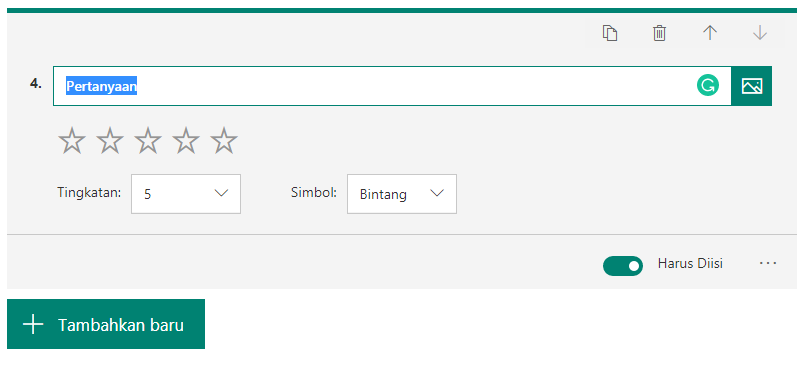 4. Pertanyaan
Tingkatan: 5 Simbol: Bintang
Harus Diisi
Tambahkan baru